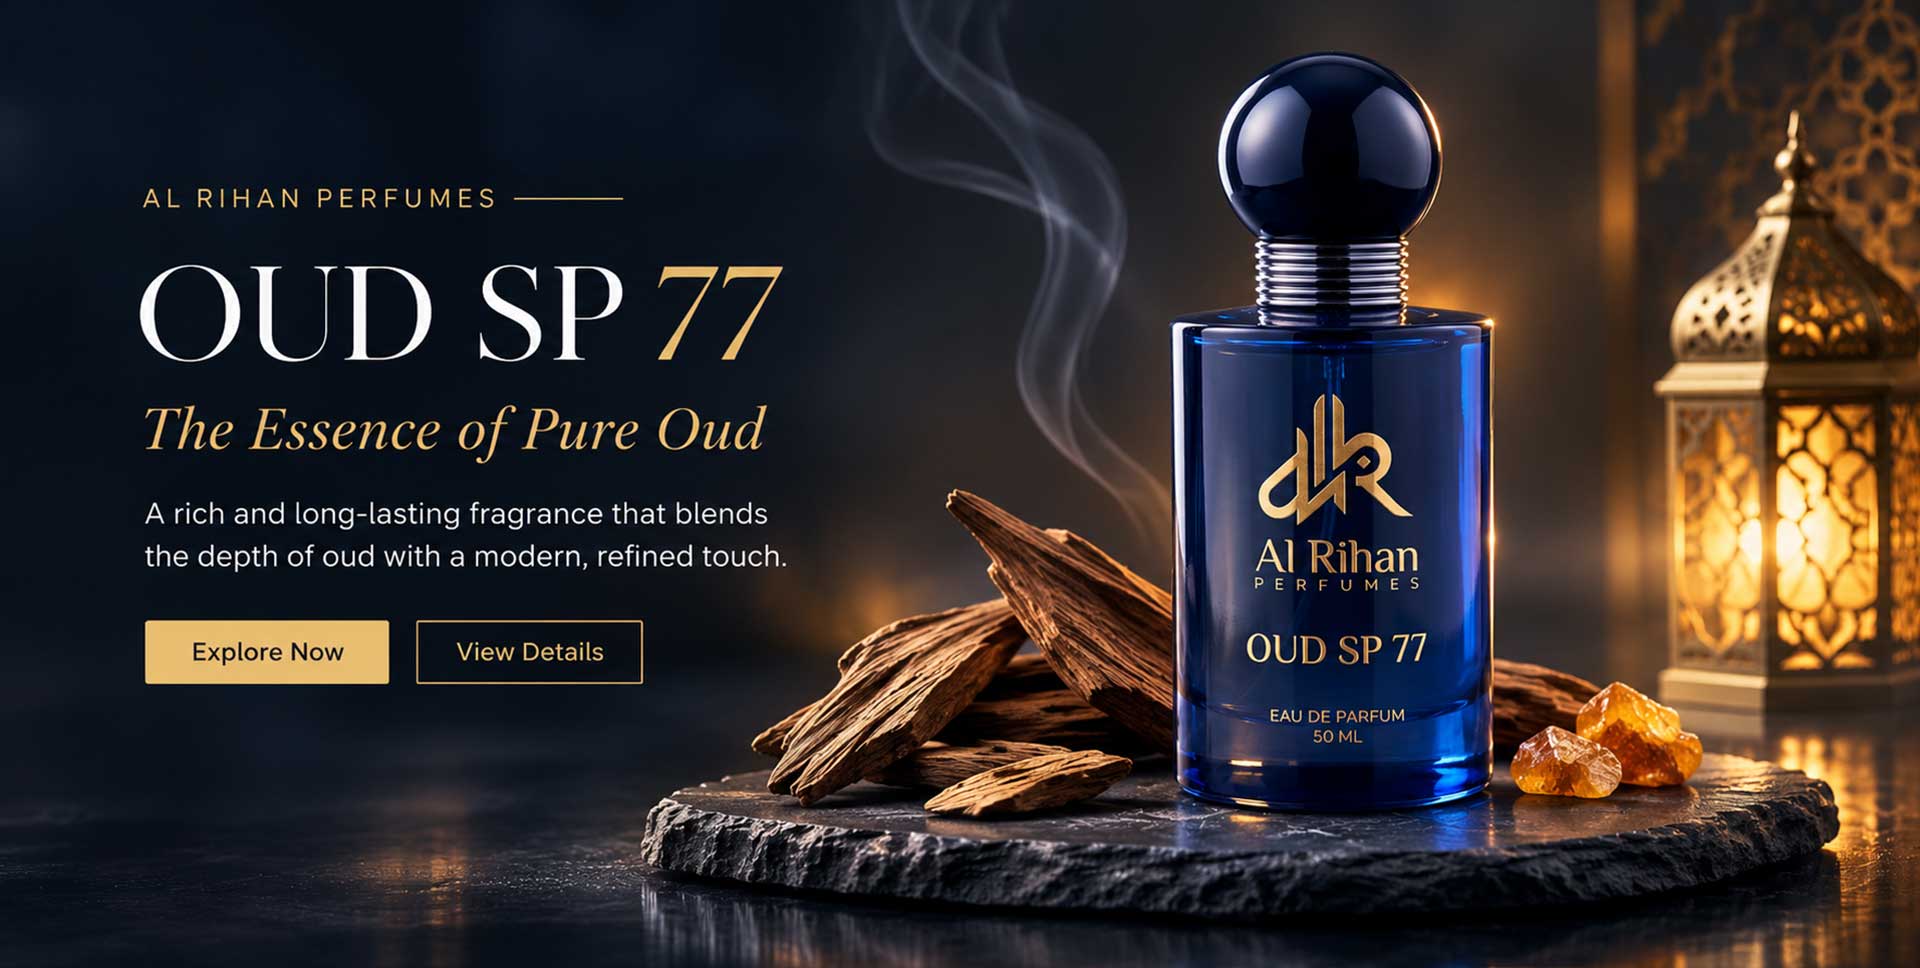 AL RIHAN PERFUMES
OUD SP 77
The Essence of Pure Oud
A rich and long-lasting fragrance that blends
the depth of oud with a modern, refined touch.
Explore Now
View Details
Al Rihan
PERFUMES
OUD SP 77
EAU DE PARFUM
50 ML